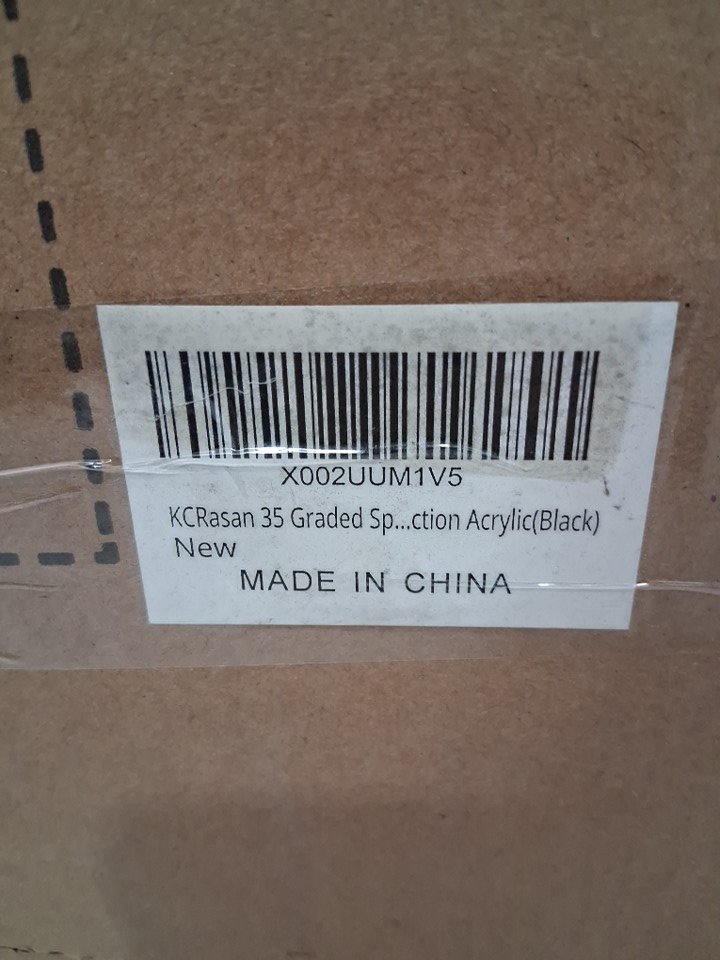 X002UUM1V5
KCRasan 35 Graded Sp...ction Acrylic(Black)
New
MADE IN CHINA